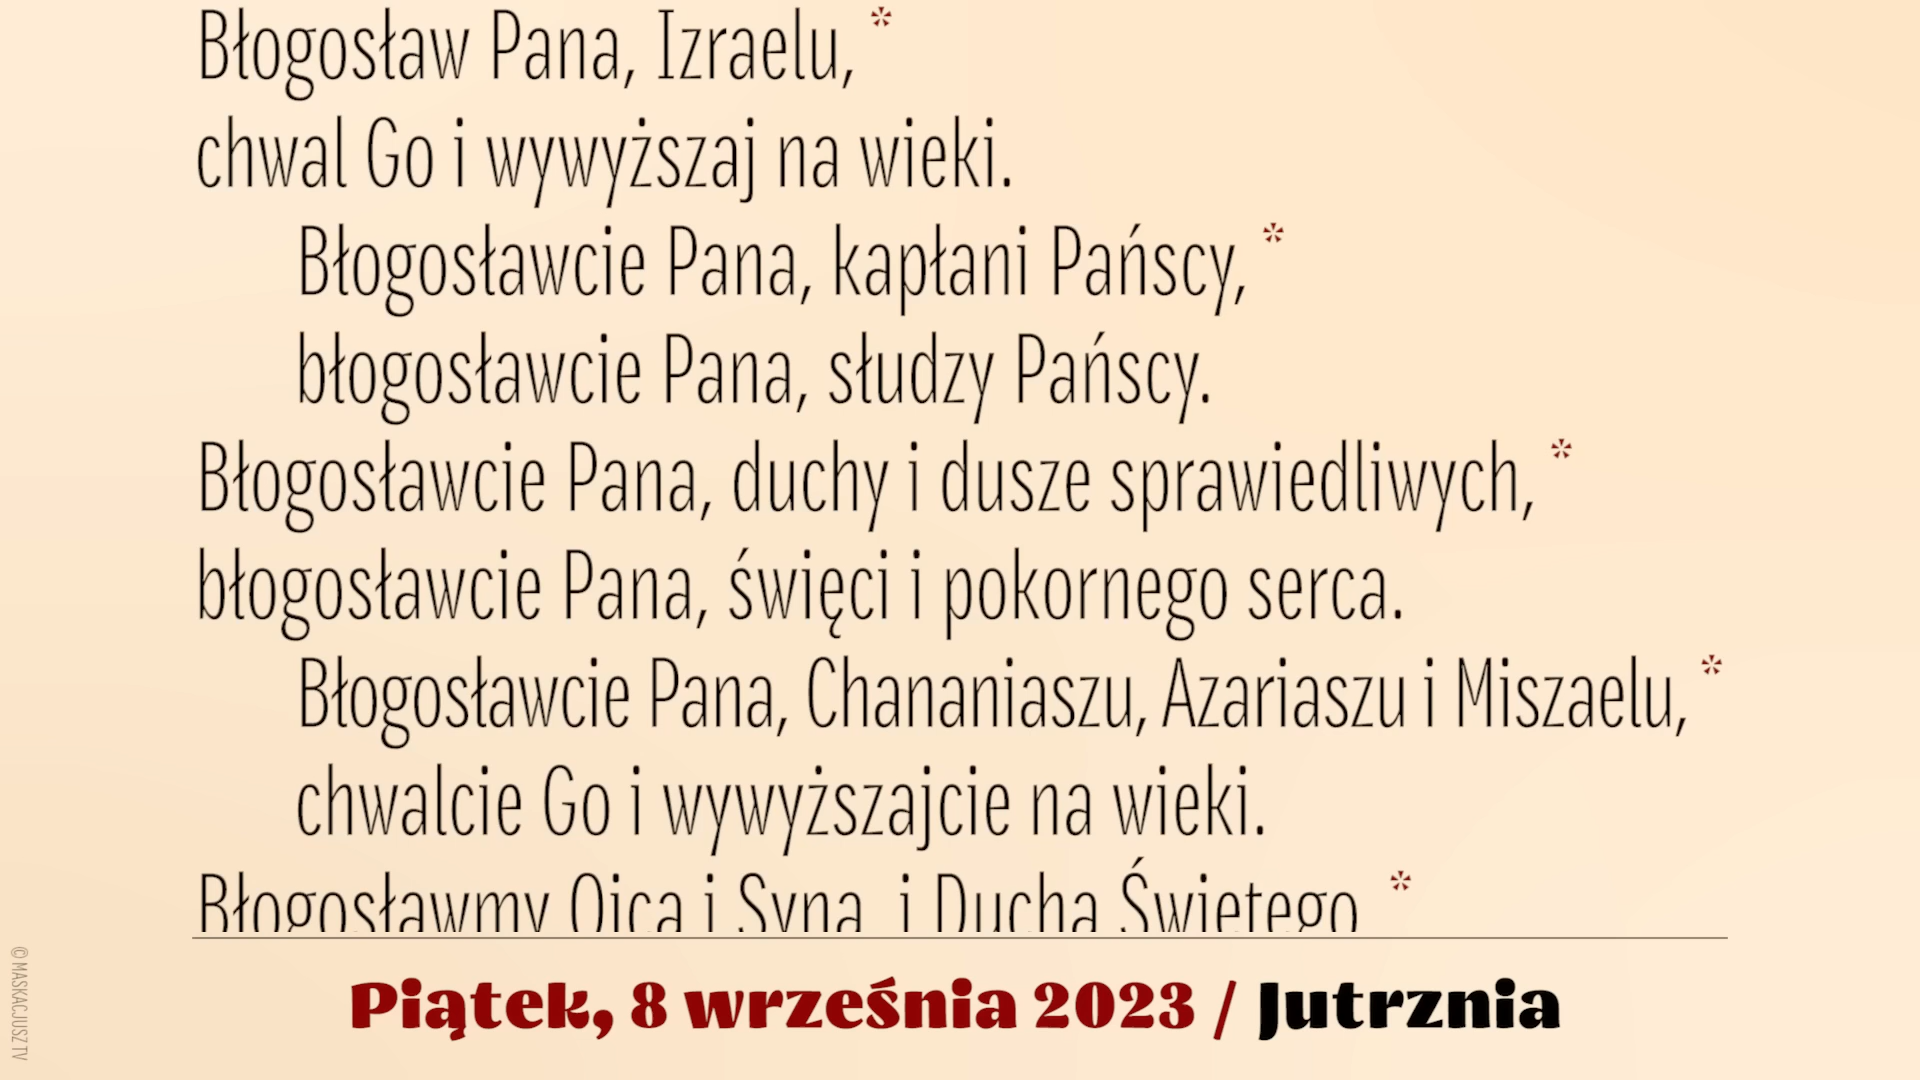 Błogosław Pana, Izraelu, *
chwal Go i wywyższaj na wieki.
Błogosławcie Pana, kapłani Pańscy, *
błogosławcie Pana, słudzy Pańscy.
Błogosławcie Pana, duchy i dusze sprawiedliwych, *
błogosławcie Pana, święci i pokornego serca.
Błogosławcie Pana, Chananiaszu, Azariaszu i Miszaelu, *
chwalcie Go i wywyższajcie na wieki.
Błogosławmy Ojca i Syna, i Ducha Świętego, *
Piątek, 8 września 2023 / Jutrznia
© MASKACJUSZ TV